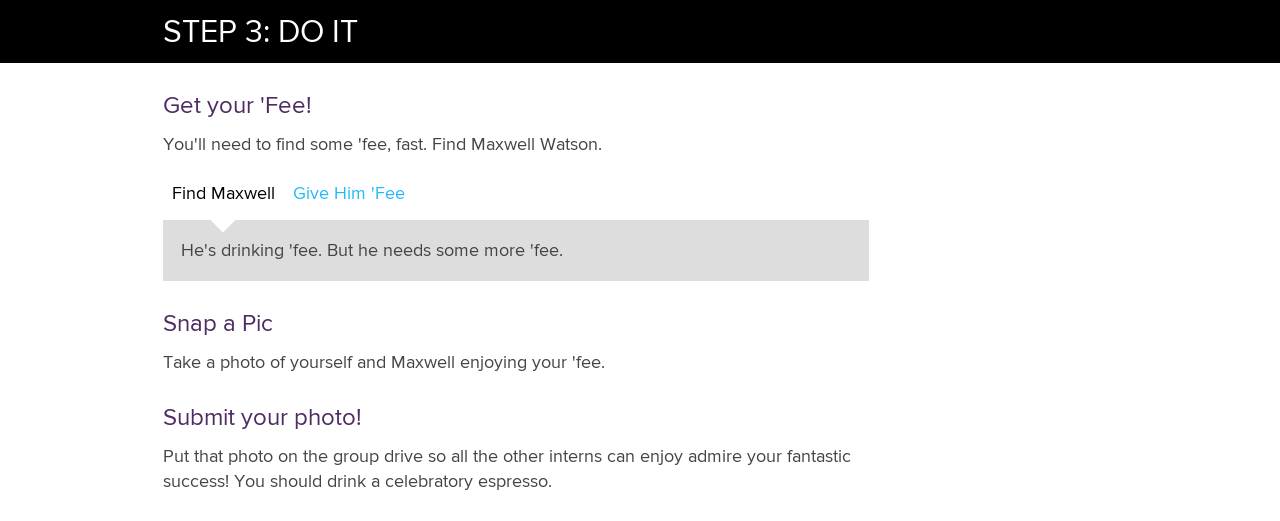 STEP 3: DO IT
Get your 'Fee!
You'll need to find some 'fee, fast. Find Maxwell Watson.
Find Maxwell Give Him 'Fee
He's drinking 'fee. But he needs some more 'fee.
Snap a Pic
Take a photo of yourself and Maxwell enjoying your 'fee.
Submit your photo!
Put that photo on the group drive so all the other interns can enjoy admire your fantastic
success! You should drink a celebratory espresso.